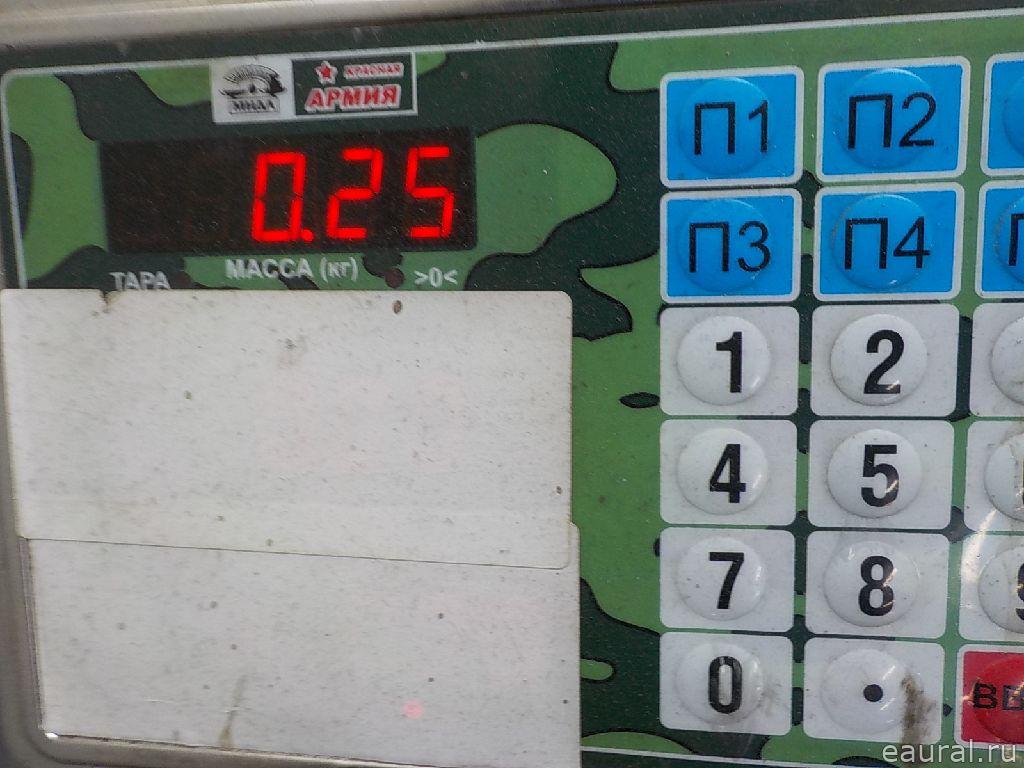 МИДЛ
КРАСНАЯ
АРМИЯ
0.25
ТАРА МАССА (кг) >0<
П1 П2
П3 П4
1 2
4 5
7 8
0 .
eaural.ru